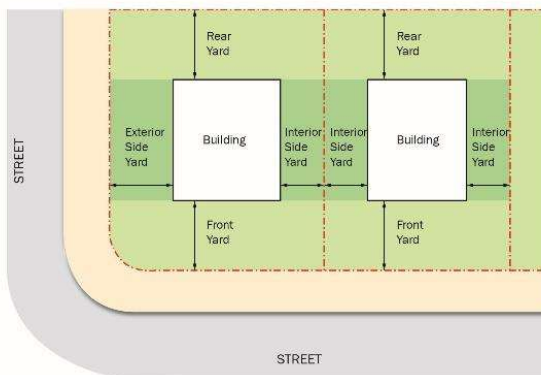 Rear
Yard
Rear
Yard
Exterior
Side
Yard
Building
Interior
Side
Yard
Interior
Side
Yard
Building
Interior
Side
Yard
STREET
Front
Yard
Front
Yard
STREET